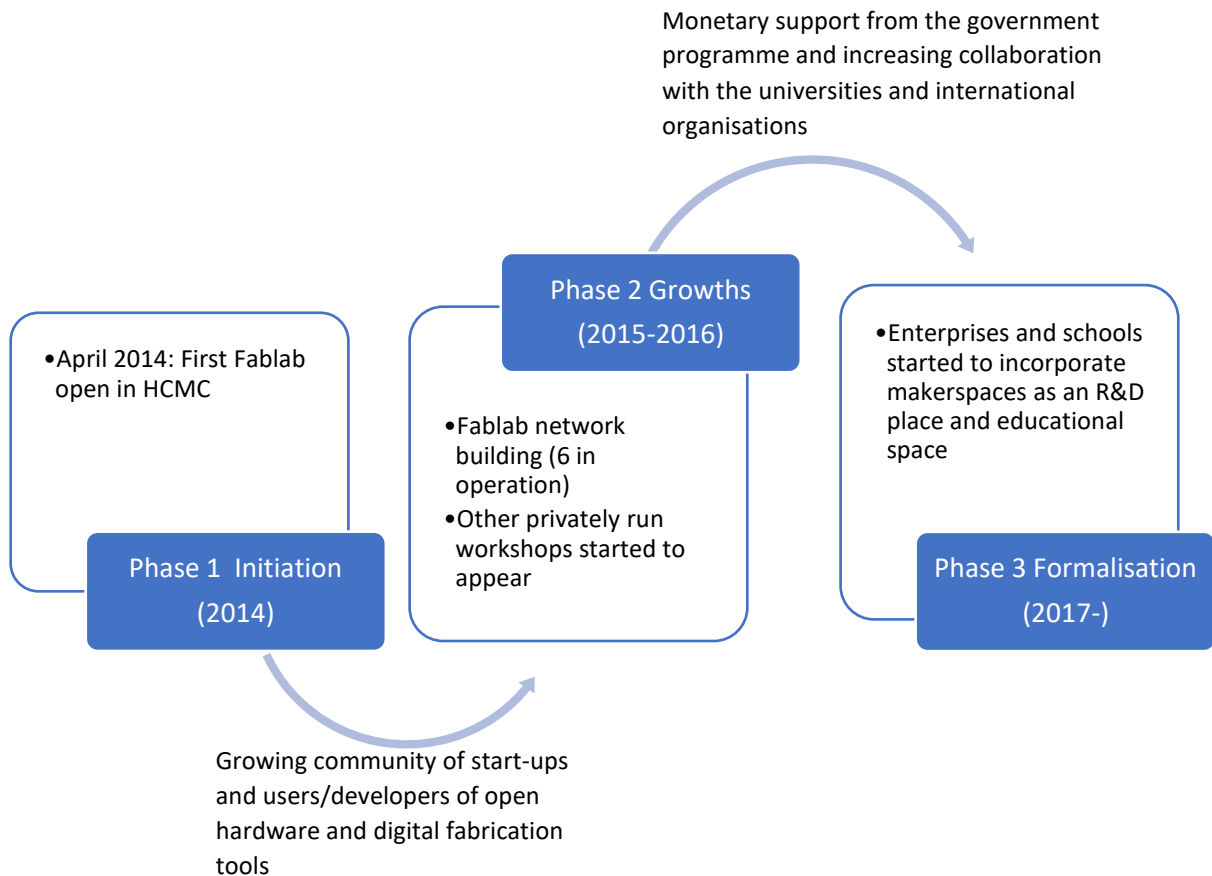 Monetary support from the government
programme and increasing collaboration
with the universities and international
organisations
•April 2014: First Fablab
open in HCMC
Phase 1  Initiation
(2014)
Growing community of start-ups
and users/developers of open
hardware and digital fabrication
tools
Phase 2 Growths
(2015-2016)
•Fablab network
building (6 in
operation)
•Other privately run
workshops started to
appear
•Enterprises and schools
started to incorporate
makerspaces as an R&D
place and educational
space
Phase 3 Formalisation
(2017-)